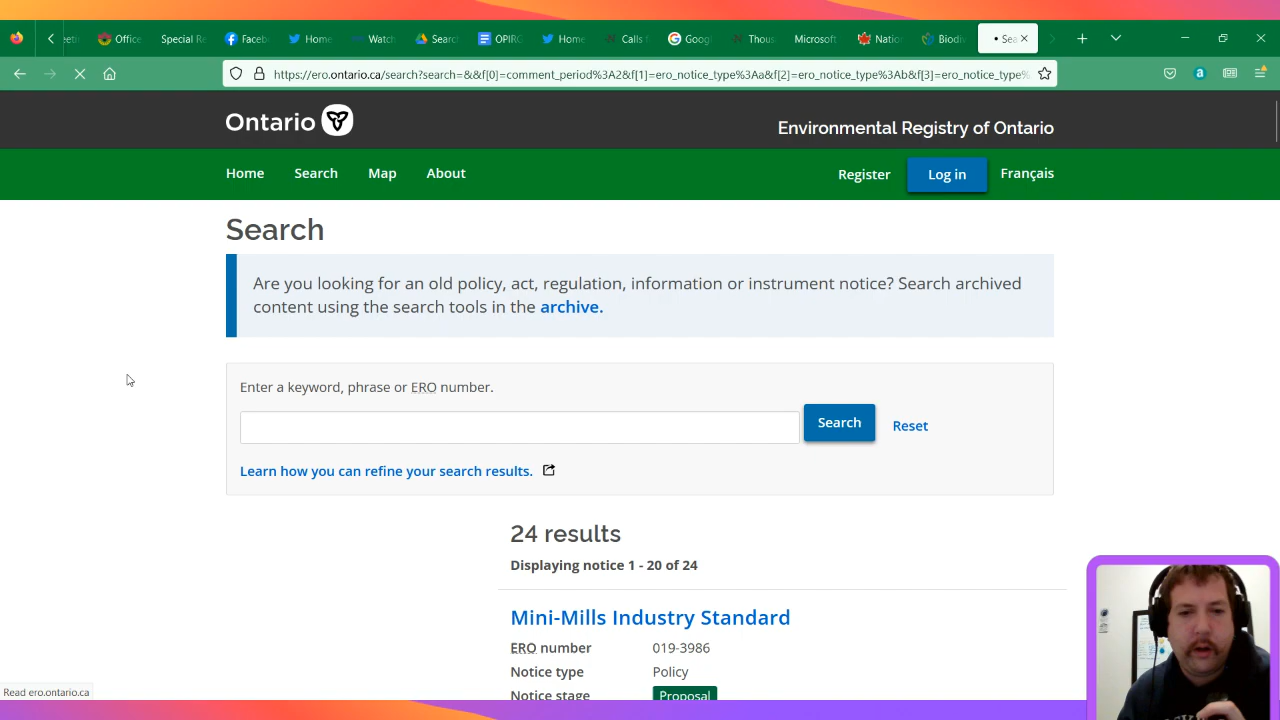 Office
Special Re
Faceb
Home
Watch
Searc
OPIRC
Home
Calls f
Googl
Thous
Microsoft
Natio
Biodi
Sea
https://ero.ontario.ca/search?search=&&f[0]=comment_period%3A2&f[1]=ero_notice_type%3Aa&f[2]=ero_notice_type%3Ab&f[3]=ero_notice_type%
Ontario
Environmental Registry of Ontario
Home Search Map About Register Log in Français
Search
Are you looking for an old policy, act, regulation, information or instrument notice? Search archived
content using the search tools in the archive.
Enter a keyword, phrase or ERO number.
Search Reset
Learn how you can refine your search results.
24 results
Displaying notice 1 - 20 of 24
Mini-Mills Industry Standard
ERO number 019-3986
Notice type Policy
Notice stage Proposal
Read ero.ontario.ca